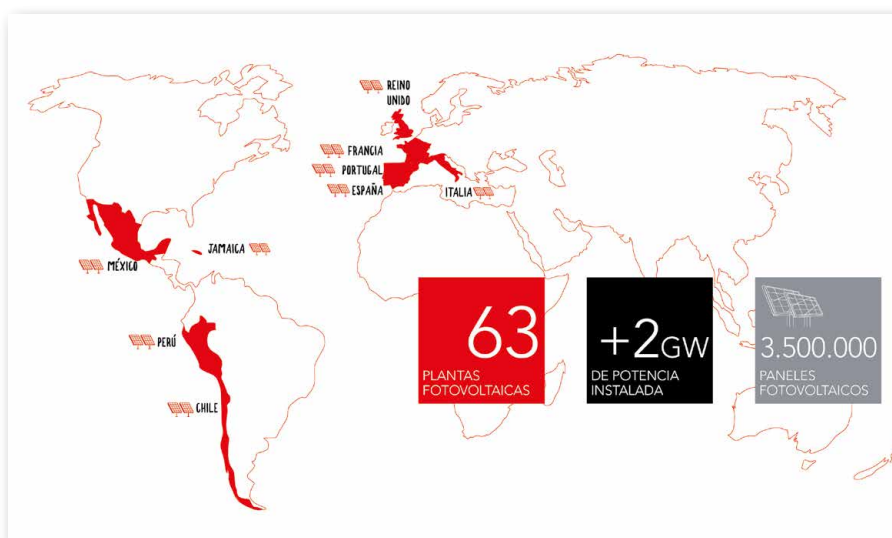 REINO
UNIDO
FRANCIA
PORTUGAL
ESPAÑA
ITALIA
JAMAICA
MÉXICO
PERÚ
CHILE
63
PLANTAS
FOTOVOLTAICAS
+2GW
DE POTENCIA
INSTALADA
3.500.000
PANELES
FOTOVOLTAICOS